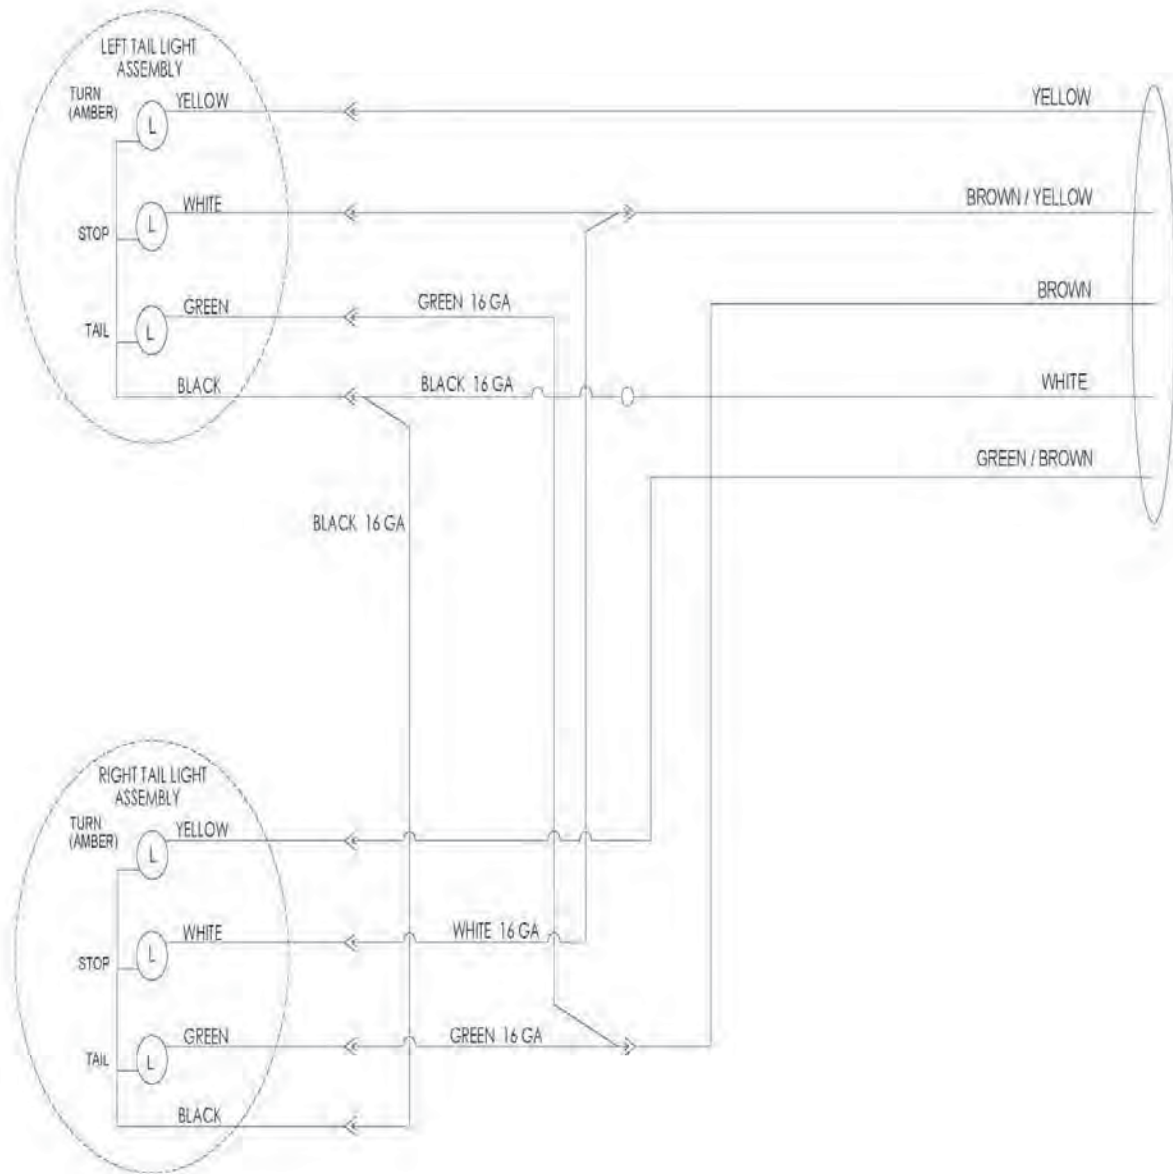 LEFT TAIL LIGHT
ASSEMBLY
TURN
(AMBER)
L
YELLOW
YELLOW
STOP
L
WHITE
BROWN / YELLOW
TAIL
L
GREEN
GREEN 16 GA
BROWN
BLACK
BLACK 16 GA
WHITE
GREEN / BROWN
BLACK 16 GA
RIGHT TAIL LIGHT
ASSEMBLY
TURN
(AMBER)
L
YELLOW
STOP
L
WHITE
WHITE 16 GA
TAIL
L
GREEN
GREEN 16 GA
BLACK